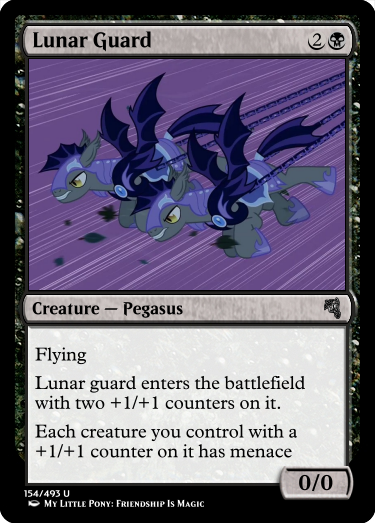 Lunar Guard 2
Creature — Pegasus
Flying
Lunar guard enters the battlefield
with two +1/+1 counters on it.
Each creature you control with a
+1/+1 counter on it has menace
0/0
154/493 U
My Little Pony: Friendship Is Magic